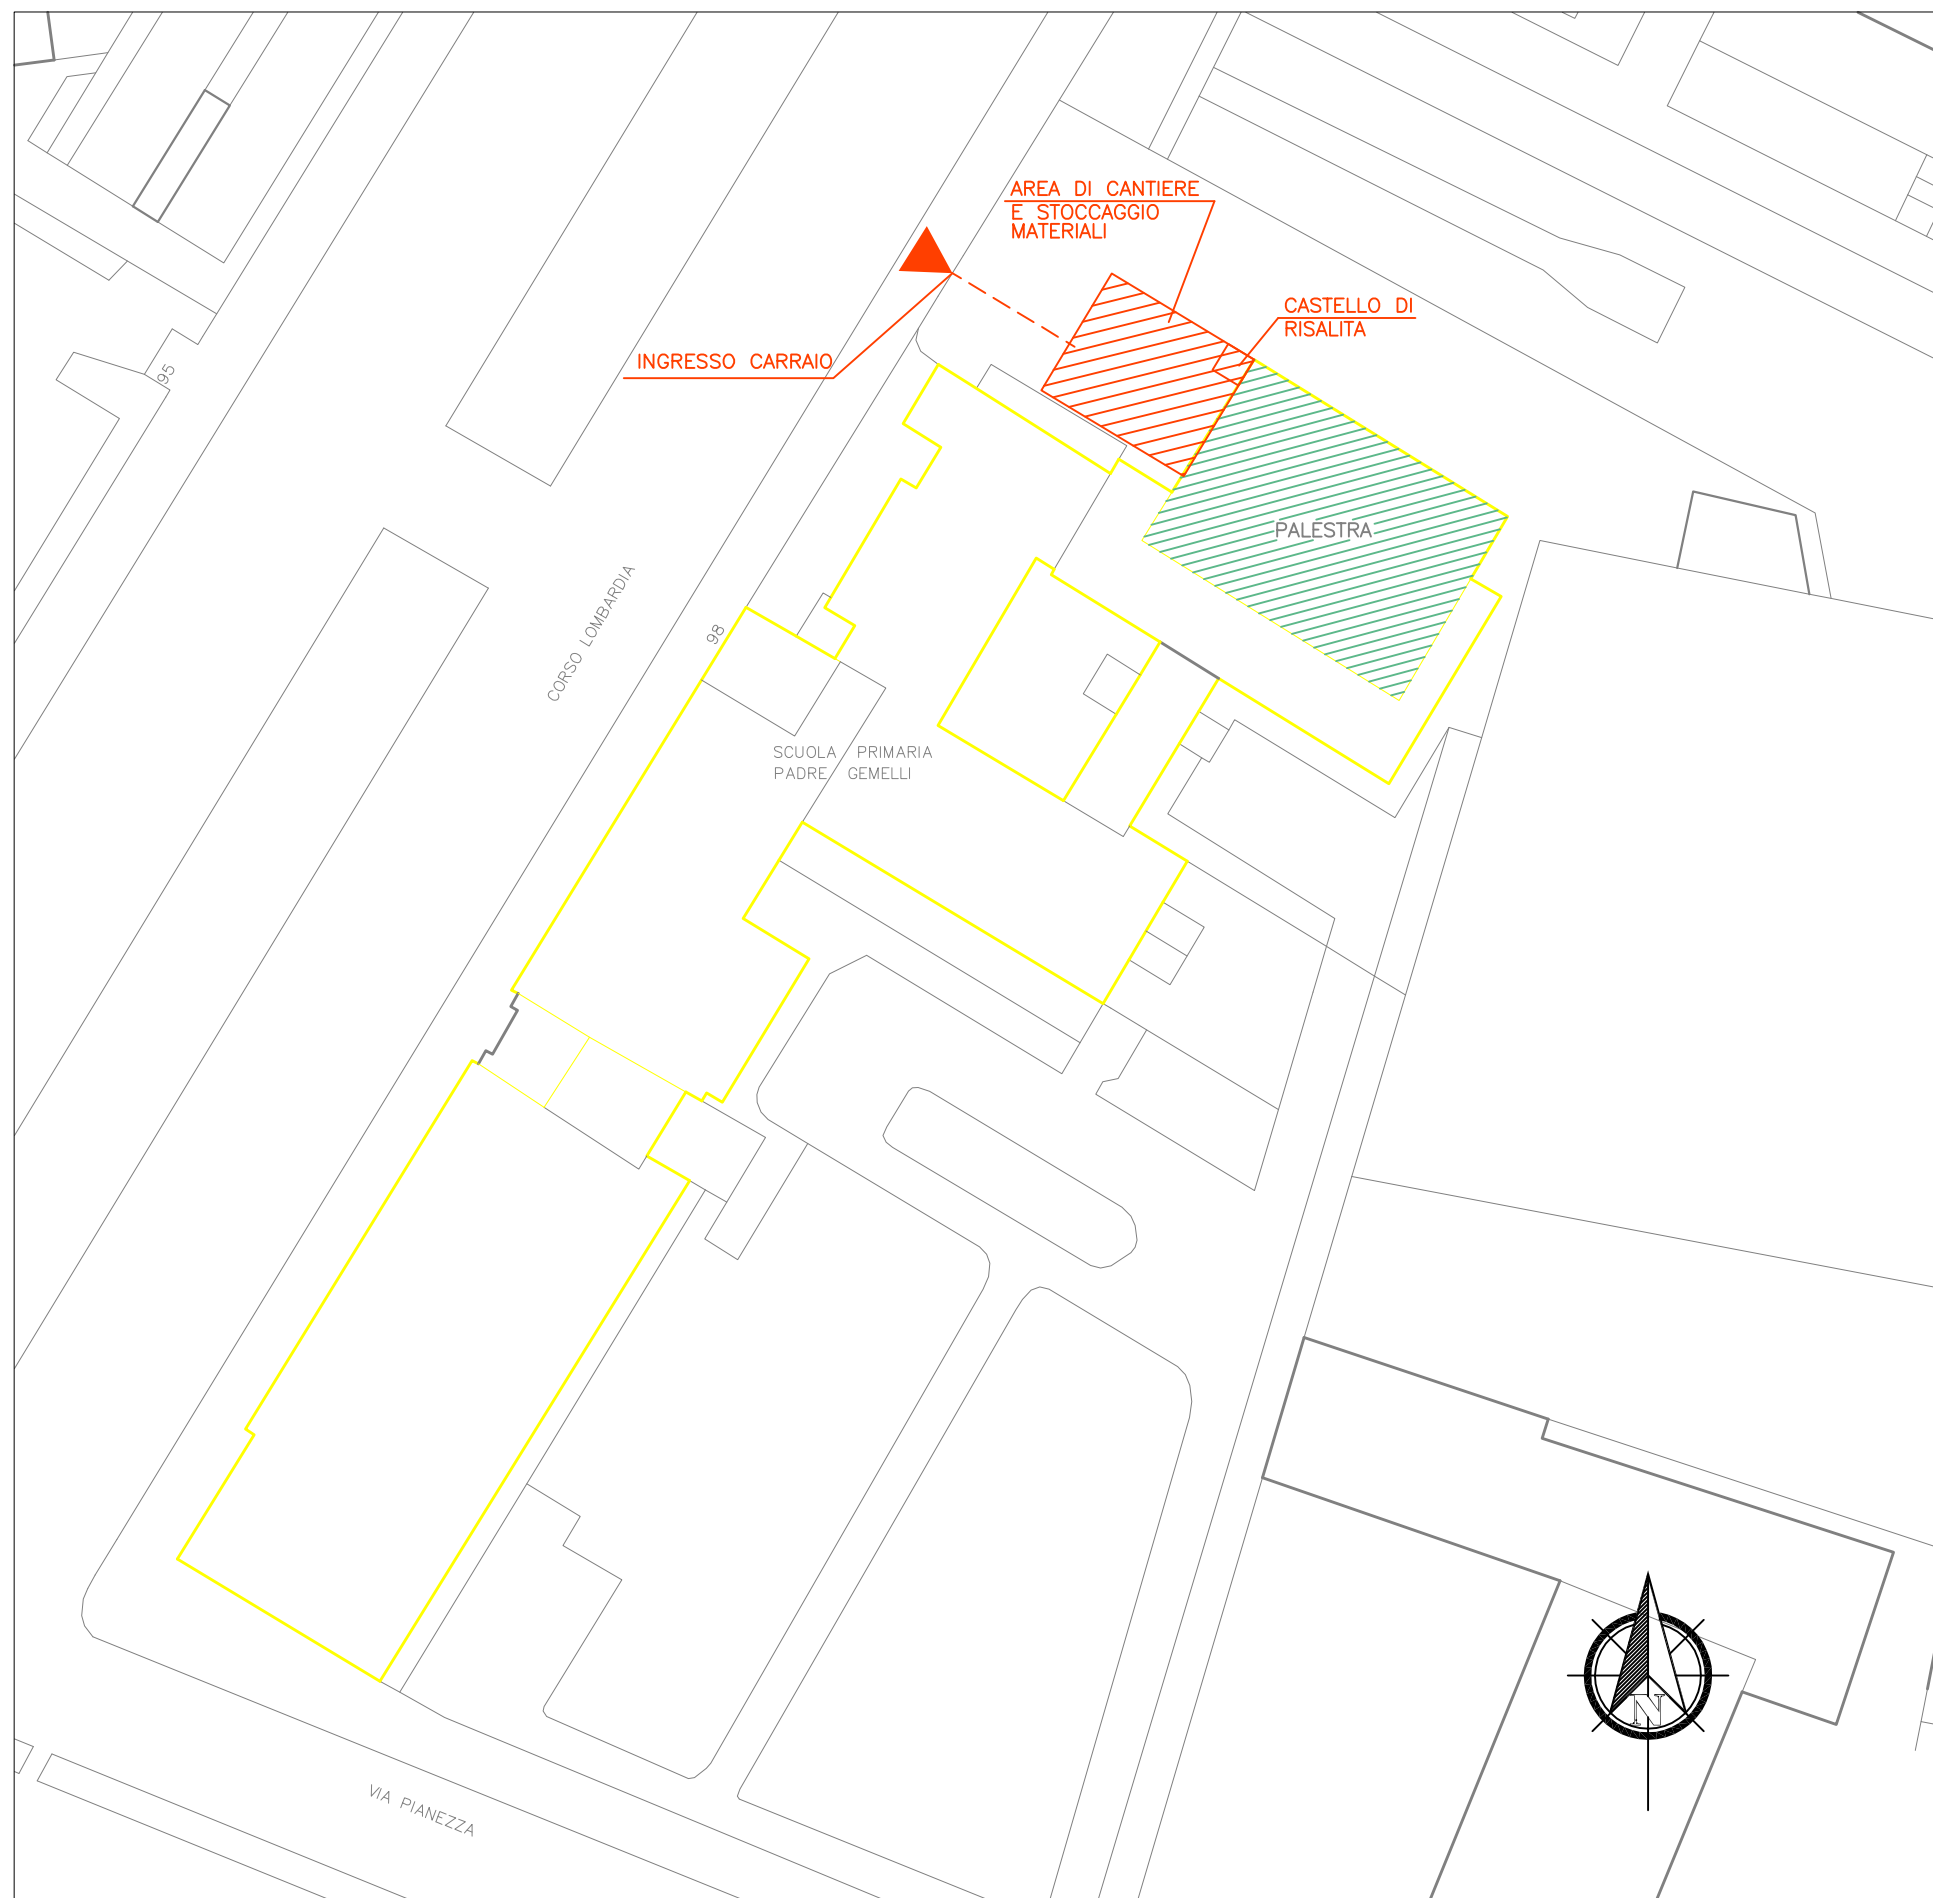 AREA DI CANTIERE
E STOCCAGGIO
MATERIALI
CASTELLO DI
RISALITA
INGRESSO CARRAIO
95
PALESTRA
CORSO LOMBARDIA
98
SCUOLA PRIMARIA
PADRE GEMELLI
N
VIA PIANEZZA